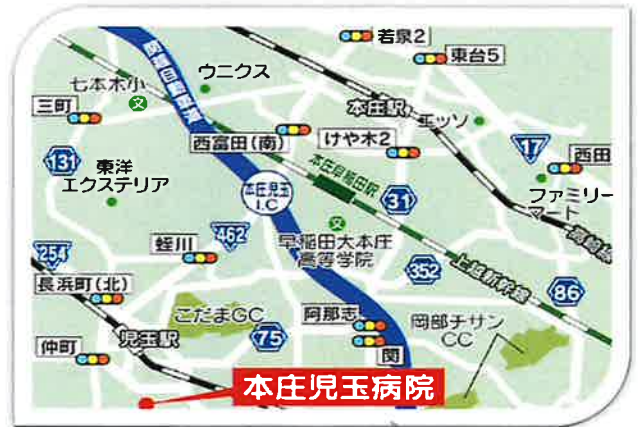 若泉2
東台5
ウニクス
七本木小
文
三町
関越自動車道
本庄駅
エッソ
17
西富田(南)
けや木2
西田
131
東洋
エクステリア
本庄早稲田駅
本庄児玉
I.C
31
ファミリー
マート
文
高崎線
462
早稲田大本庄
高等学院
254
蛭川
352
上越新幹線
長浜町(北)
86
こだまGC
阿那志
岡部チサン
CC
仲町
児玉駅
75
関
本庄児玉病院